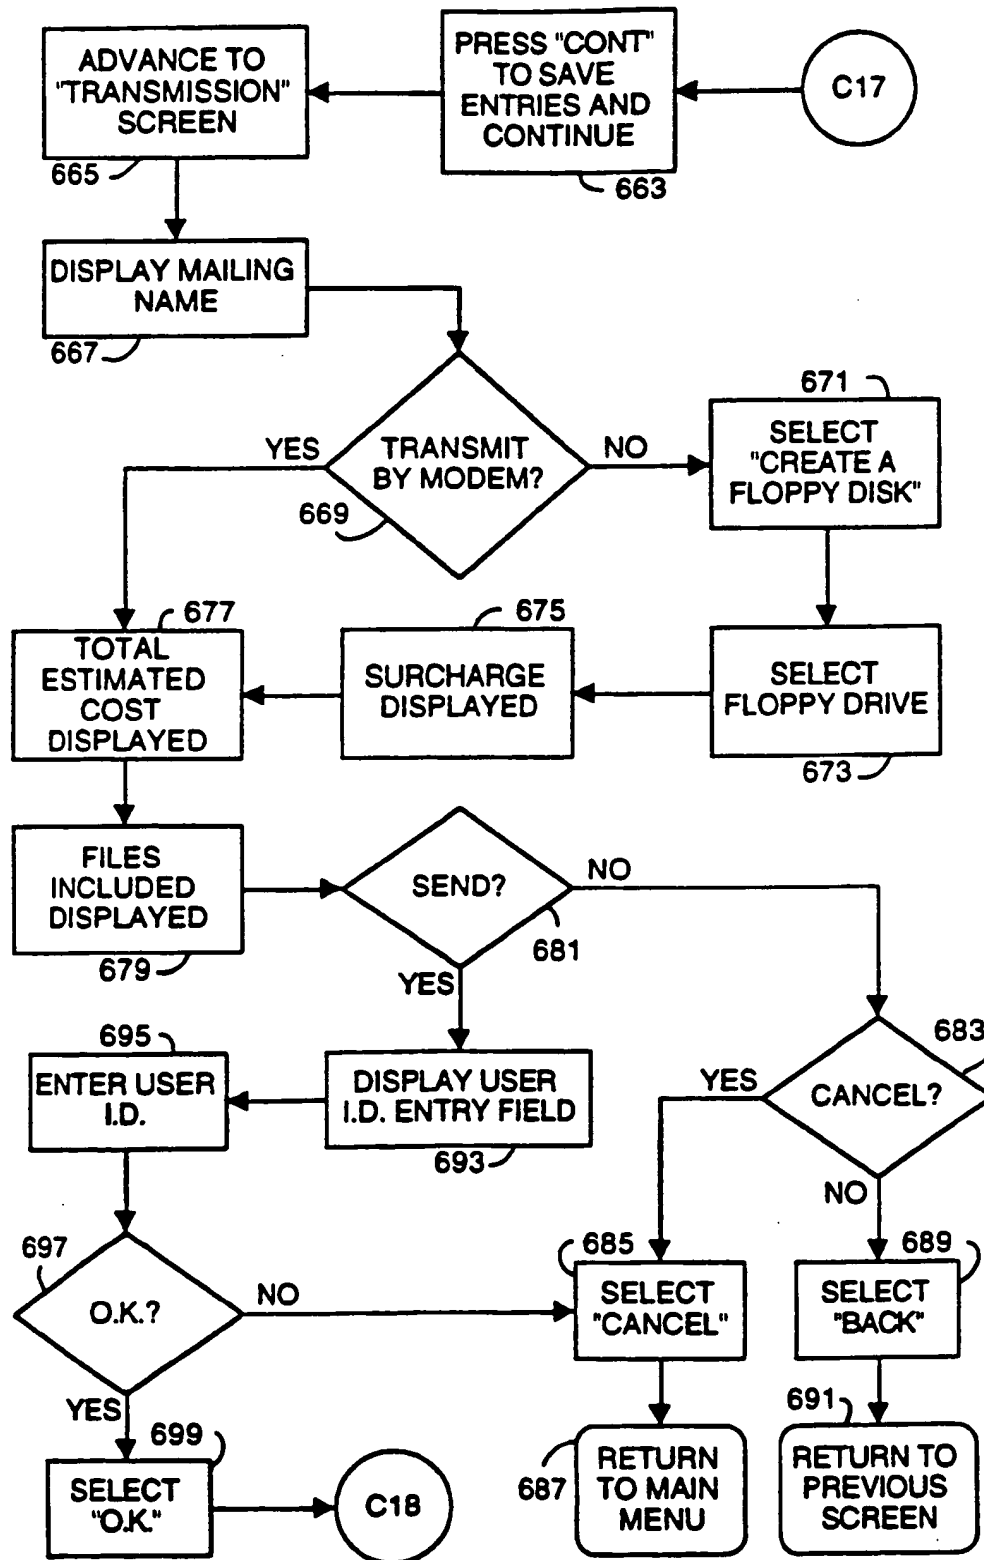 ADVANCE TO
"TRANSMISSION"
SCREEN
665
PRESS "CONT"
TO SAVE
ENTRIES AND
CONTINUE
663
C17
DISPLAY MAILING
NAME
667
TRANSMIT
BY MODEM?
669
YES
NO
671
SELECT
"CREATE A
FLOPPY DISK"
677
TOTAL
ESTIMATED
COST
DISPLAYED
675
SURCHARGE
DISPLAYED
SELECT
FLOPPY DRIVE
673
FILES
INCLUDED
DISPLAYED
679
SEND?
681
NO
YES
695
ENTER USER
I.D.
DISPLAY USER
I.D. ENTRY FIELD
693
683
CANCEL?
YES
NO
697
O.K.?
NO
YES
685
SELECT
"CANCEL"
689
SELECT
"BACK"
699
SELECT
"O.K."
C18
687
RETURN
TO MAIN
MENU
691
RETURN TO
PREVIOUS
SCREEN